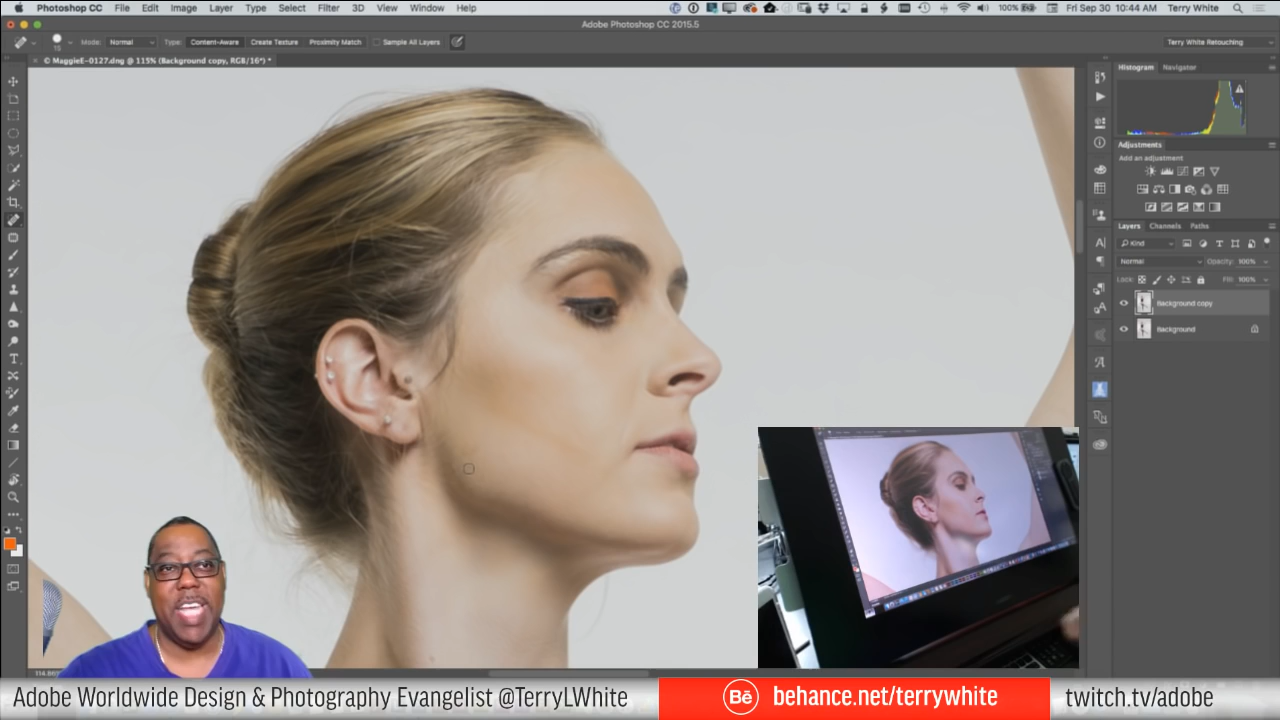 Photoshop CC File Edit Image Layer Type Select Filter 3D View Window Help 100% Fri Sep 30 10:44 AM Terry White
Adobe Photoshop CC 2015.5
15 Mode: Normal Type: Content-Aware Create Texture Proximity Match Sample All Layers Terry White Retouching
© MaggieE-0127.dng @ 115% (Background copy, RGB/16*) *
Histogram Navigator
Adjustments
Add an adjustment
Layers Channels Paths
Kind
Normal Opacity: 100%
Lock: Fill: 100%
Background copy
Background
Adobe Worldwide Design & Photography Evangelist @TerryLWhite
Bē behance.net/terrywhite
twitch.tv/adobe